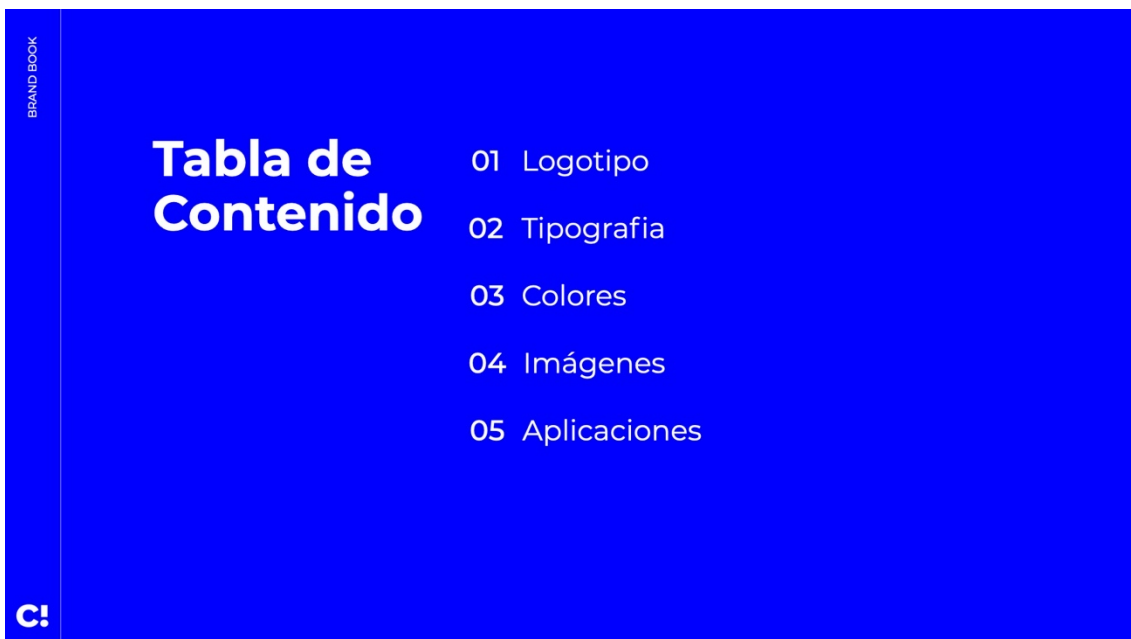 BRAND BOOK
Tabla de
Contenido
01 Logotipo
02 Tipografia
03 Colores
04 Imágenes
05 Aplicaciones
C!